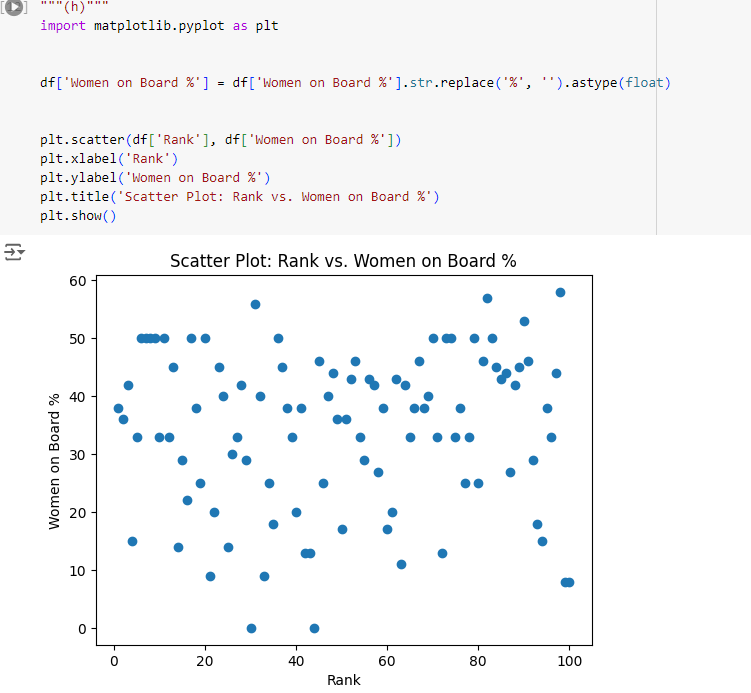 """(h)"""
import matplotlib.pyplot as plt
df['Women on Board %'] = df['Women on Board %'].str.replace('%', '').astype(float)
plt.scatter(df['Rank'], df['Women on Board %'])
plt.xlabel('Rank')
plt.ylabel('Women on Board %')
plt.title('Scatter Plot: Rank vs. Women on Board %')
plt.show()
Scatter Plot: Rank vs. Women on Board %
60
50
40
30
20
10
0
Women on Board %
0 20 40 60 80 100
Rank